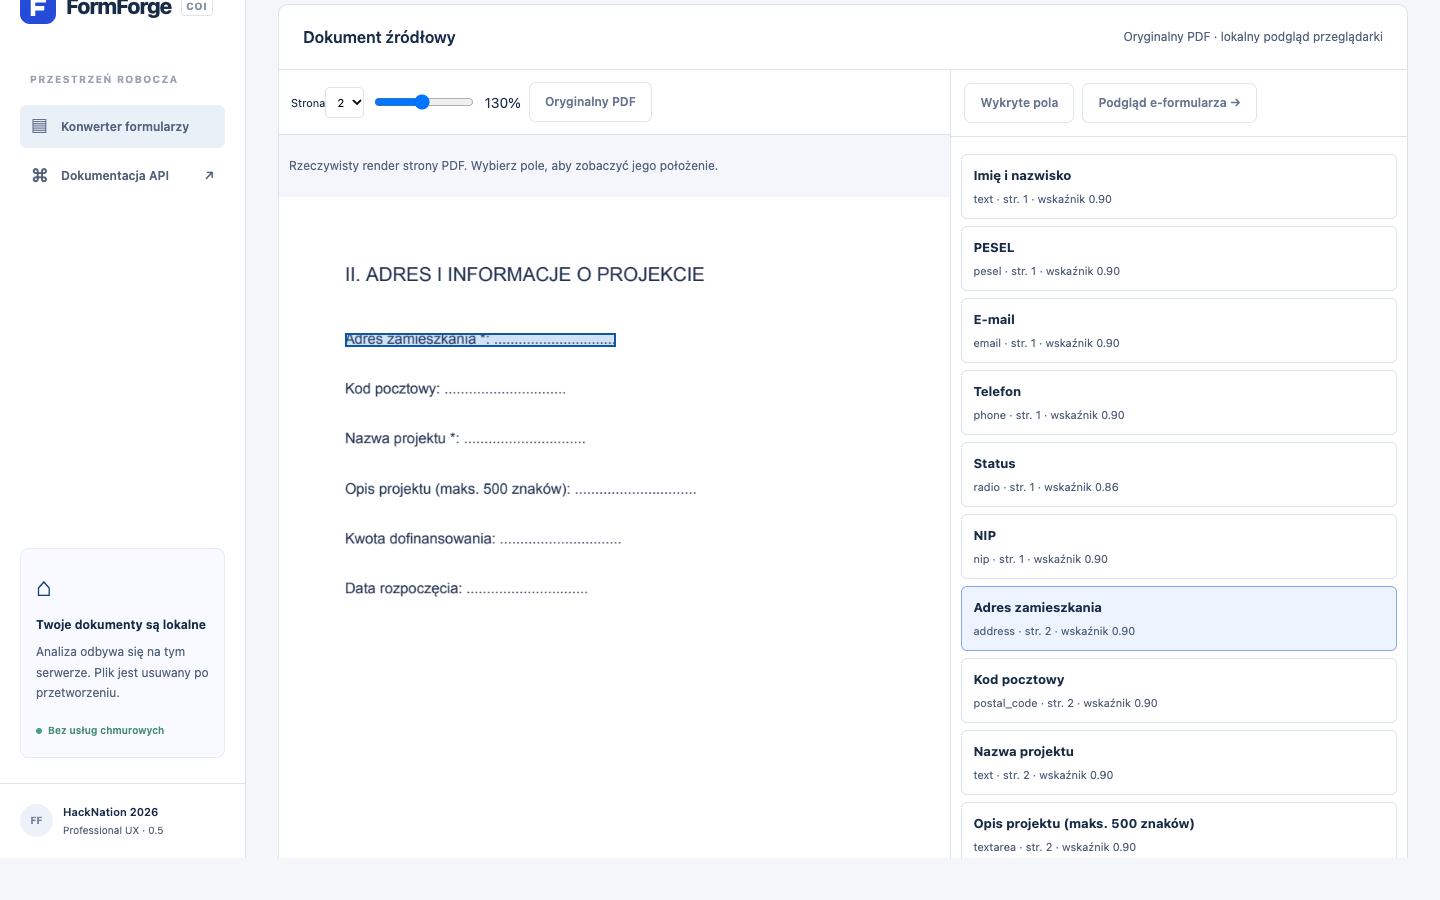 FormForge COI
PRZESTRZEŃ ROBOCZA
Konwerter formularzy
Dokumentacja API
Twoje dokumenty są lokalne
Analiza odbywa się na tym
serwerze. Plik jest usuwany po
przetworzeniu.
Bez usług chmurowych
FF
HackNation 2026
Professional UX · 0.5
Dokument źródłowy
Oryginalny PDF · lokalny podgląd przeglądarki
Strona 2 130% Oryginalny PDF
Rzeczywisty render strony PDF. Wybierz pole, aby zobaczyć jego położenie.
II. ADRES I INFORMACJE O PROJEKCIE
Adres zamieszkania *: ..............................
Kod pocztowy: ..............................
Nazwa projektu *: ..............................
Opis projektu (maks. 500 znaków): ..............................
Kwota dofinansowania: ..............................
Data rozpoczęcia: ..............................
Wykryte pola
Podgląd e-formularza →
Imię i nazwisko
text · str. 1 · wskaźnik 0.90
PESEL
pesel · str. 1 · wskaźnik 0.90
E-mail
email · str. 1 · wskaźnik 0.90
Telefon
phone · str. 1 · wskaźnik 0.90
Status
radio · str. 1 · wskaźnik 0.86
NIP
nip · str. 1 · wskaźnik 0.90
Adres zamieszkania
address · str. 2 · wskaźnik 0.90
Kod pocztowy
postal_code · str. 2 · wskaźnik 0.90
Nazwa projektu
text · str. 2 · wskaźnik 0.90
Opis projektu (maks. 500 znaków)
textarea · str. 2 · wskaźnik 0.90